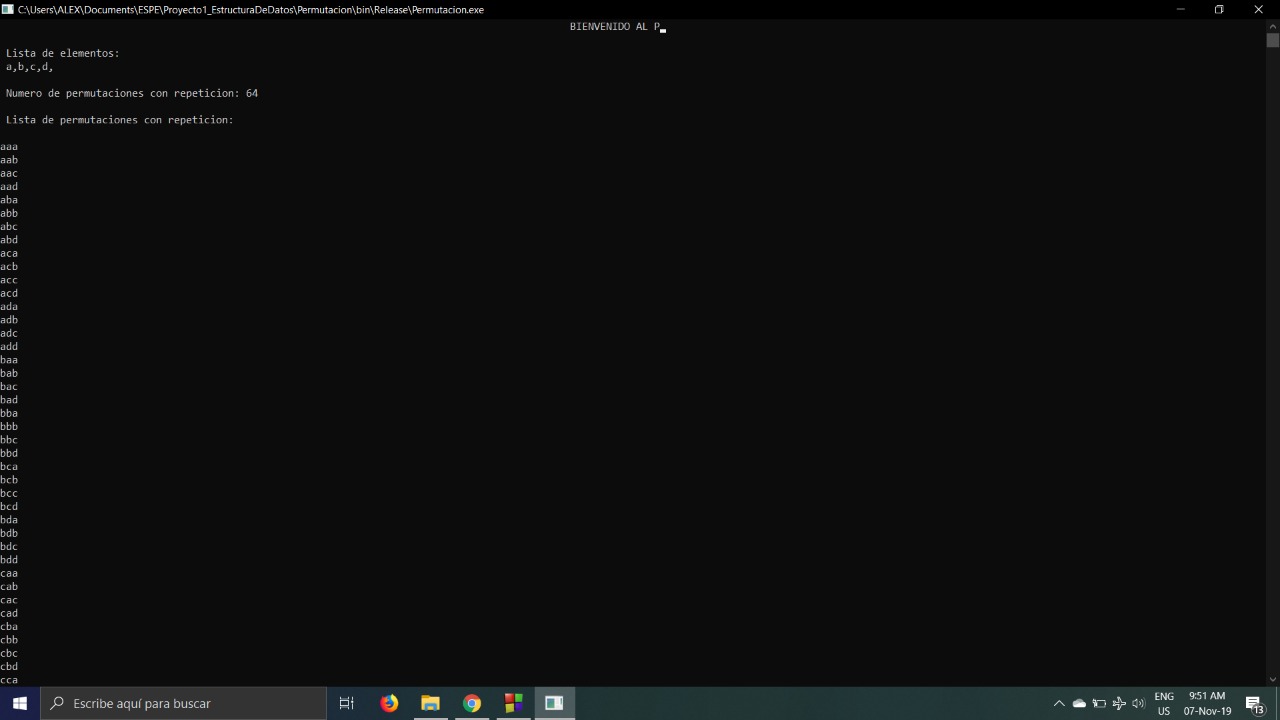 C:\Users\ALEX\Documents\ESPE\Proyecto1_EstructuraDeDatos\Permutacion\bin\Release\Permutacion.exe
BIENVENIDO AL P
Lista de elementos:
a,b,c,d,
Numero de permutaciones con repeticion: 64
Lista de permutaciones con repeticion:
aaa
aab
aac
aad
aba
abb
abc
abd
aca
acb
acc
acd
ada
adb
adc
add
baa
bab
bac
bad
bba
bbb
bbc
bbd
bca
bcb
bcc
bcd
bda
bdb
bdc
bdd
caa
cab
cac
cad
cba
cbb
cbc
cbd
cca
Escribe aquí para buscar
ENG
US
9:51 AM
07-Nov-19
13